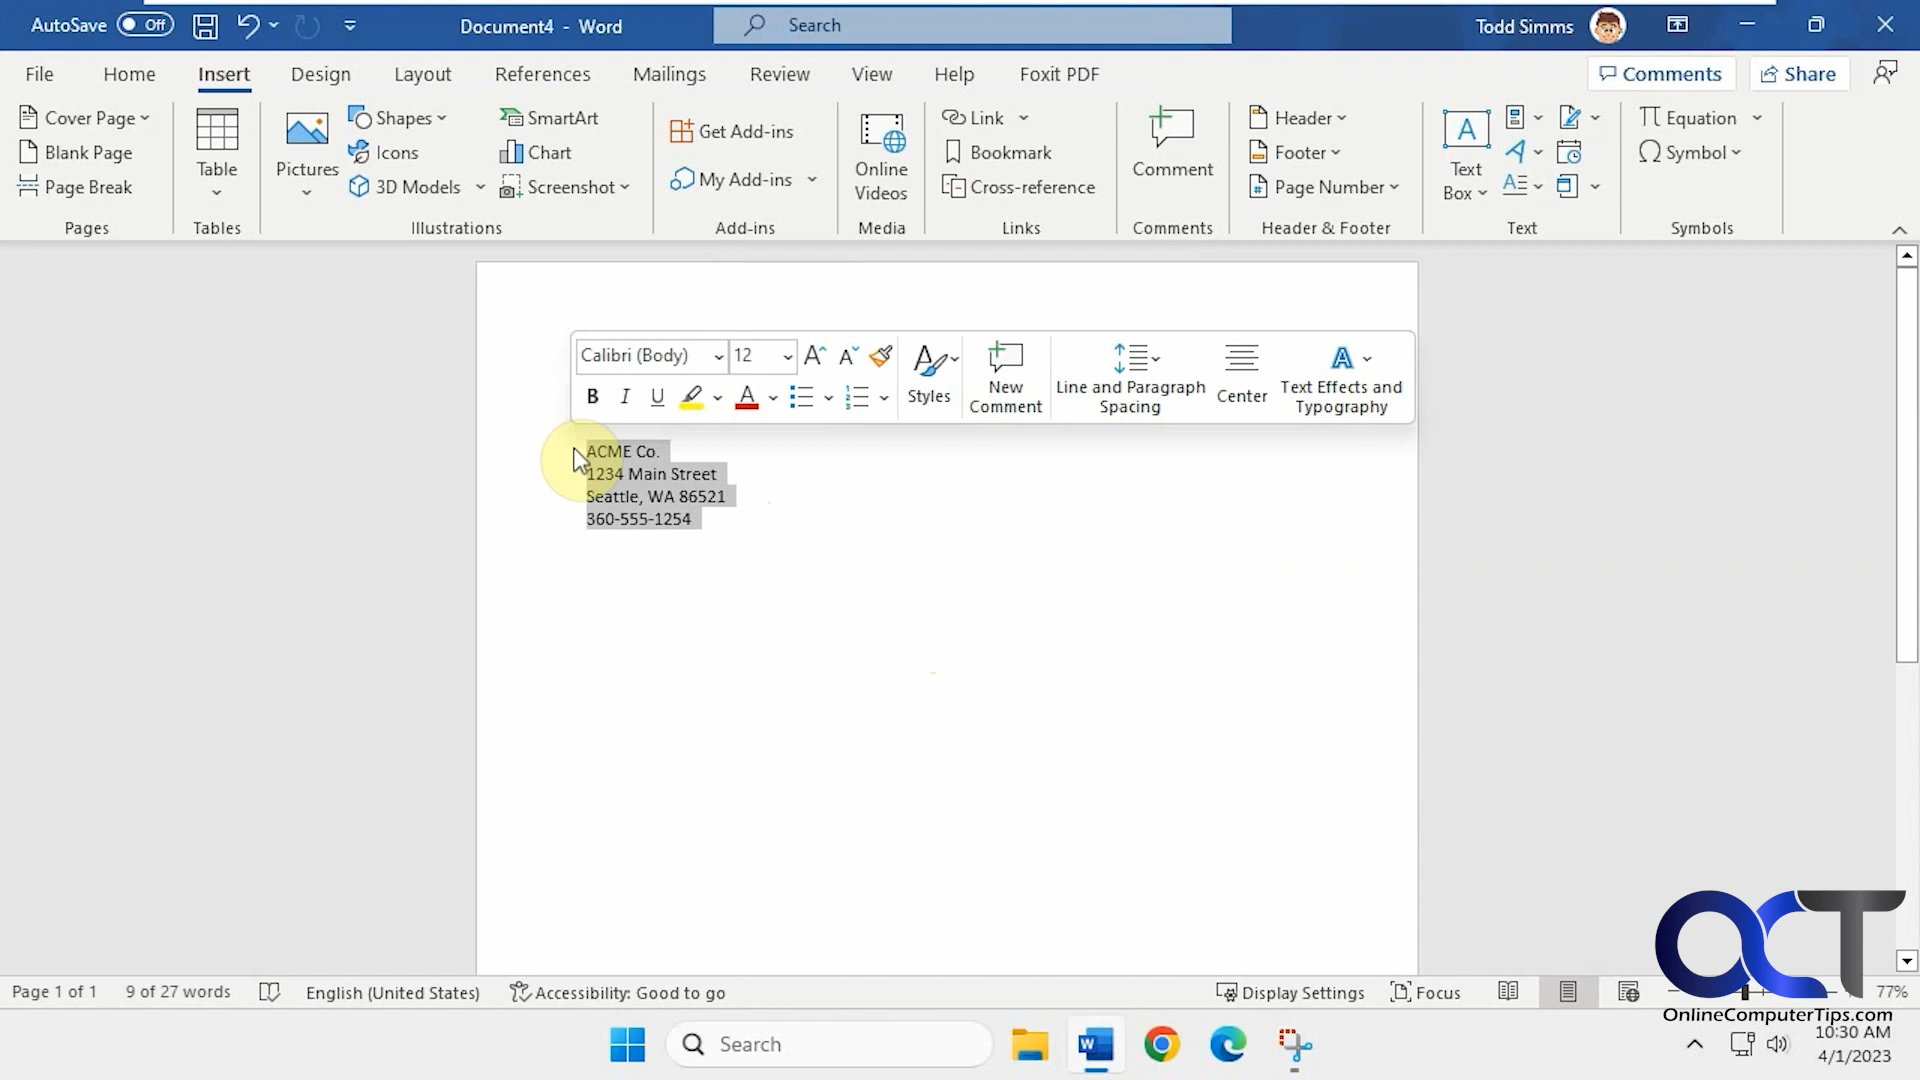 AutoSave Off Document4 - Word Search Todd Simms
File Home Insert Design Layout References Mailings Review View Help Foxit PDF Comments Share
Cover Page
Blank Page
Page Break
Pages
Table
Tables
Pictures
Shapes
Icons
3D Models
SmartArt
Chart
Screenshot
Illustrations
Get Add-ins
My Add-ins
Add-ins
Online
Videos
Media
Link
Bookmark
Cross-reference
Links
Comment
Comments
Header
Footer
Page Number
Header & Footer
Text
Box
Text
Equation
Symbol
Symbols
Calibri (Body) 12
B I U
Styles
New
Comment
Line and Paragraph
Spacing
Center
Text Effects and
Typography
ACME Co.
1234 Main Street
Seattle, WA 86521
360-555-1254
Page 1 of 1 9 of 27 words English (United States) Accessibility: Good to go Display Settings Focus 77%
OCT
OnlineComputerTips.com
Search
10:30 AM
4/1/2023